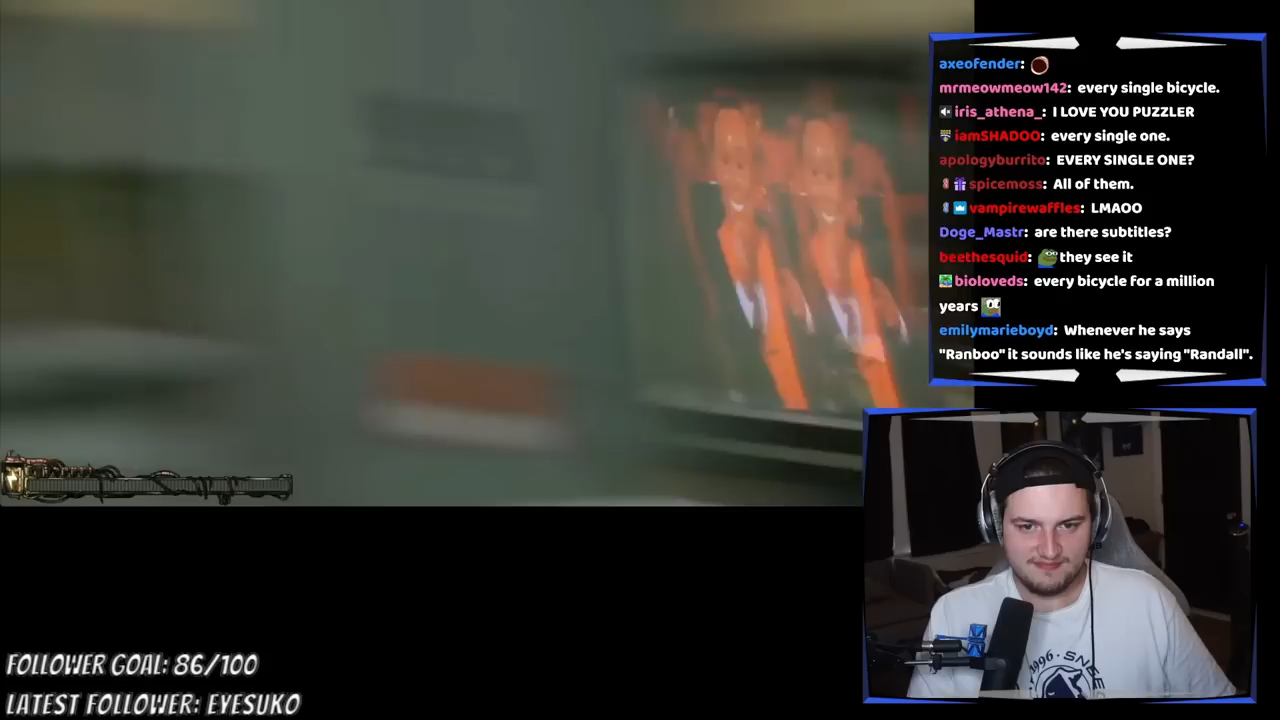 axeofender:
mrmeowmeow142: every single bicycle.
iris_athena_: I LOVE YOU PUZZLER
iamSHADOO: every single one.
apologyburrito: EVERY SINGLE ONE?
spicemoss: All of them.
vampirewaffles: LMAOO
Doge_Mastr: are there subtitles?
beethesquid: they see it
bioloveds: every bicycle for a million
years
emilymarieboyd: Whenever he says
"Ranboo" it sounds like he's saying "Randall".
1996 · SNEE
FOLLOWER GOAL: 86/100
LATEST FOLLOWER: EYESUKO